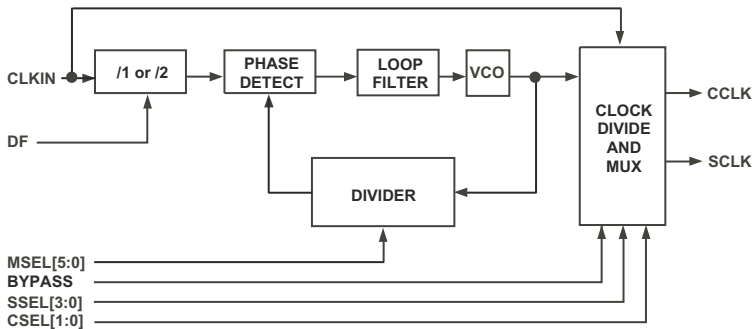 CLKIN
/1 or /2
PHASE
DETECT
LOOP
FILTER
VCO
CLOCK
DIVIDE
AND
MUX
CCLK
SCLK
DF
DIVIDER
MSEL[5:0]
BYPASS
SSEL[3:0]
CSEL[1:0]